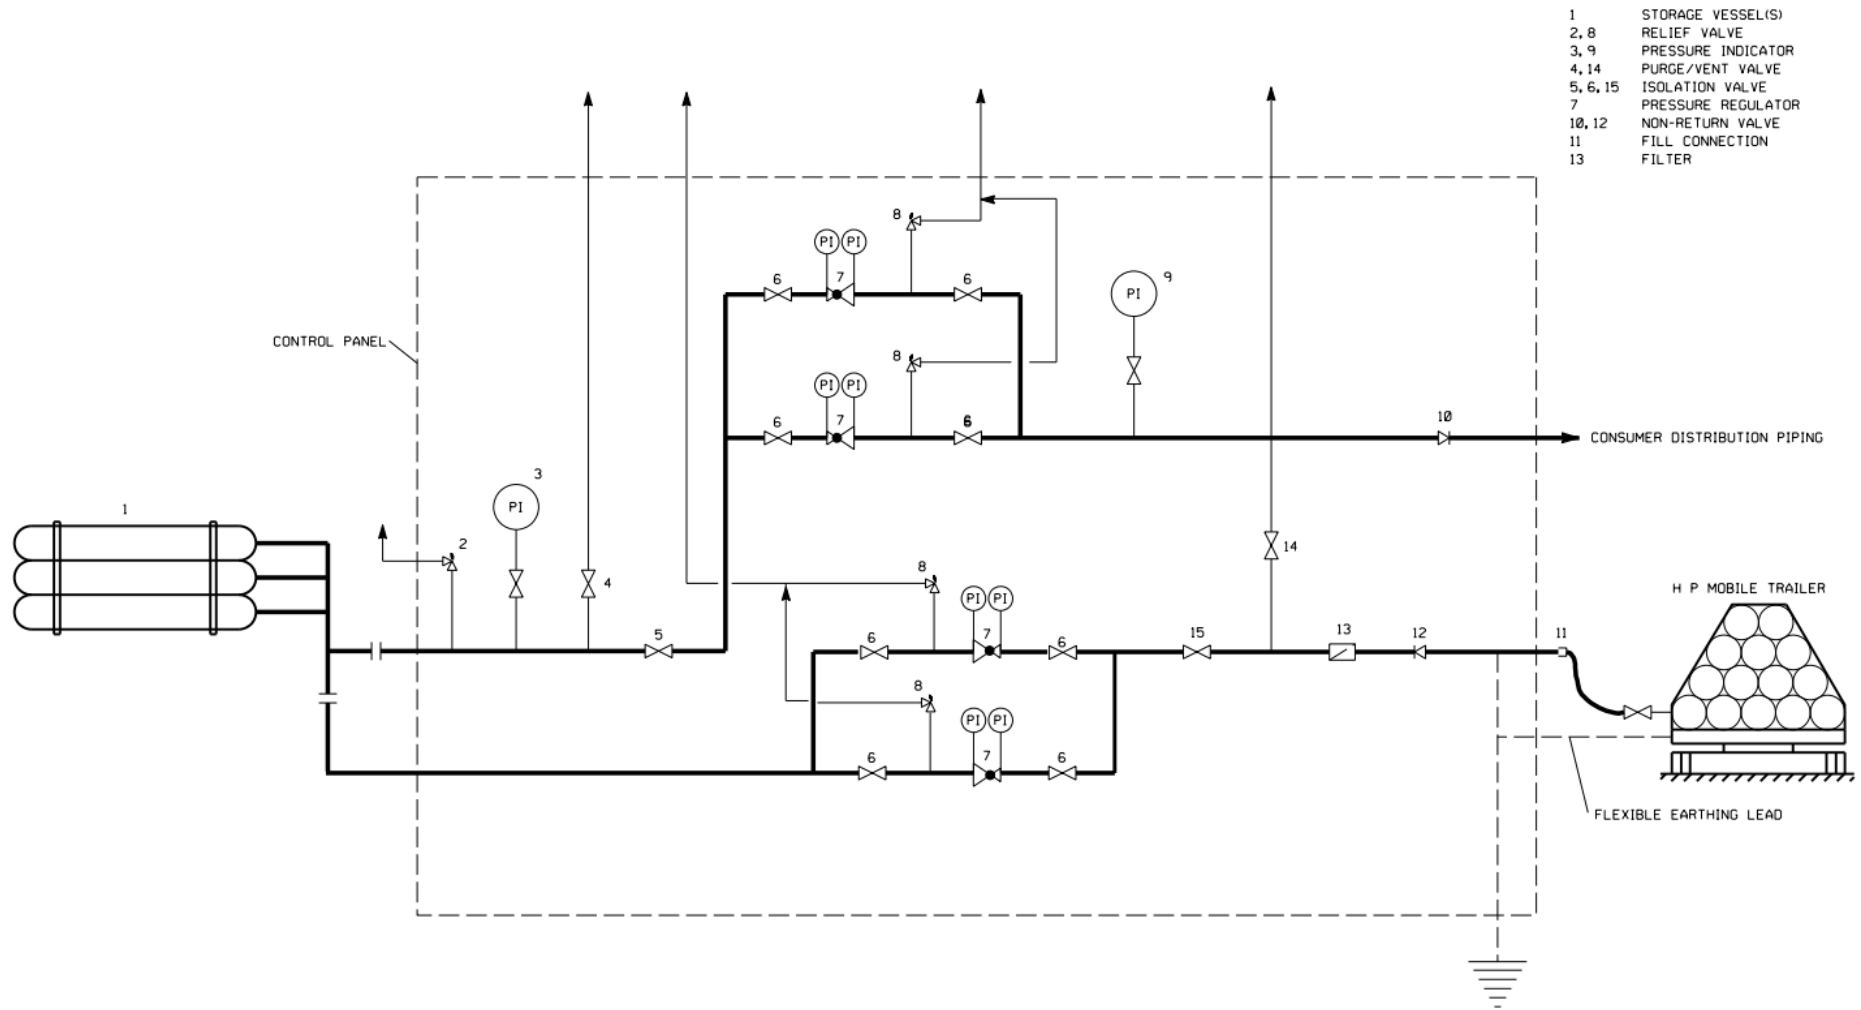 1 STORAGE VESSEL(S)
2, 8 RELIEF VALVE
3, 9 PRESSURE INDICATOR
4, 14 PURGE/VENT VALVE
5, 6, 15 ISOLATION VALVE
7 PRESSURE REGULATOR
10, 12 NON-RETURN VALVE
11 FILL CONNECTION
13 FILTER
8
PI PI
6 7 6
9
PI
CONTROL PANEL
8
PI PI
6 7 6
10
CONSUMER DISTRIBUTION PIPING
3
PI
1
2
4
14
8
PI PI
H P MOBILE TRAILER
5
6 7 6
15
13
12
11
8
PI PI
6 7 6
FLEXIBLE EARTHING LEAD